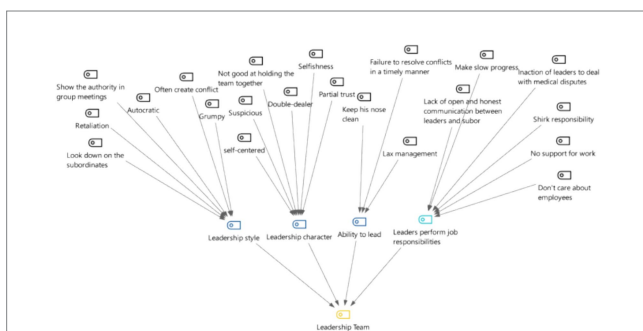 Selfishness
Not good at holding the
team together
Failure to resolve conflicts
in a timely manner
Make slow progress
Inaction of leaders to deal
with medical disputes
Show the authority in
group meetings
Often create conflict
Partial trust
Autocratic
Suspicious
Double-dealer
Keep his nose
clean
Lack of open and honest
communication between
leaders and subor
Grumpy
Shirk responsibility
Retaliation
self-centered
Lax management
No support for work
Look down on the
subordinates
Don't care about
employees
Leadership style
Leadership character
Ability to lead
Leaders perform job
responsibilities
Leadership Team